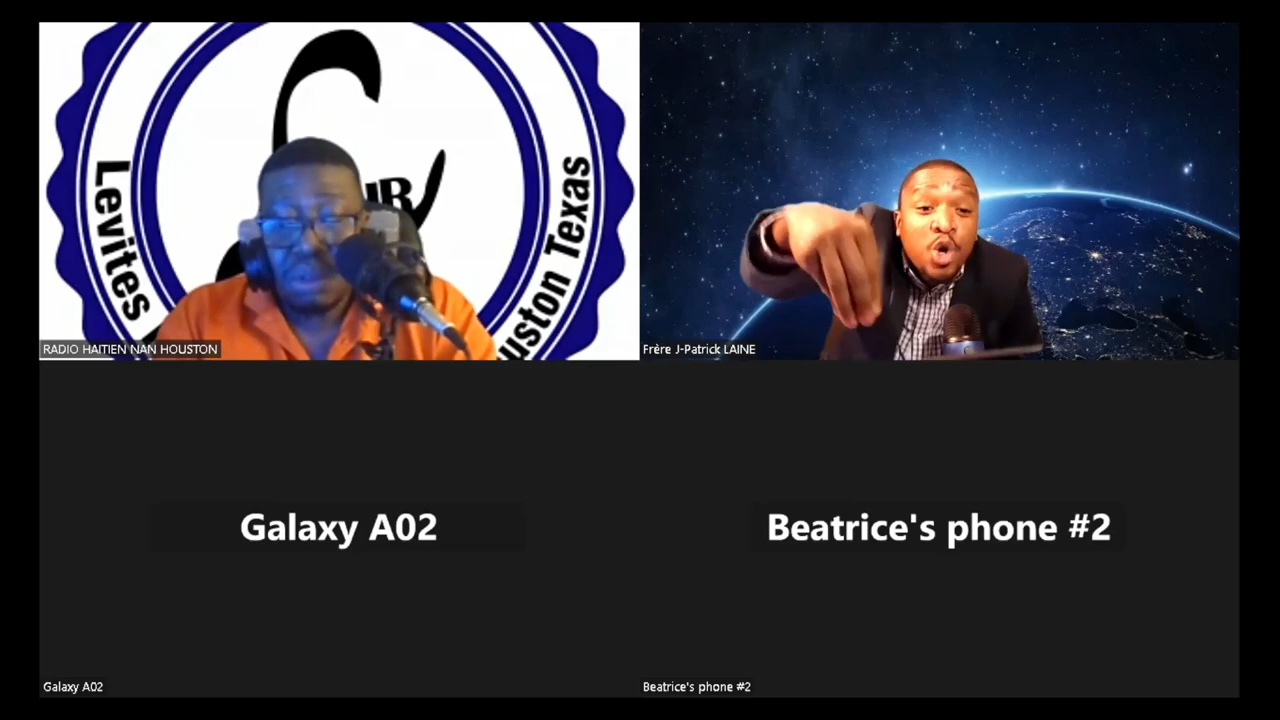 Levites
Houston Texas
RADIO HAITIEN NAN HOUSTON
Frère J-Patrick LAINE
Galaxy A02
Beatrice's phone #2
Galaxy A02
Beatrice's phone #2